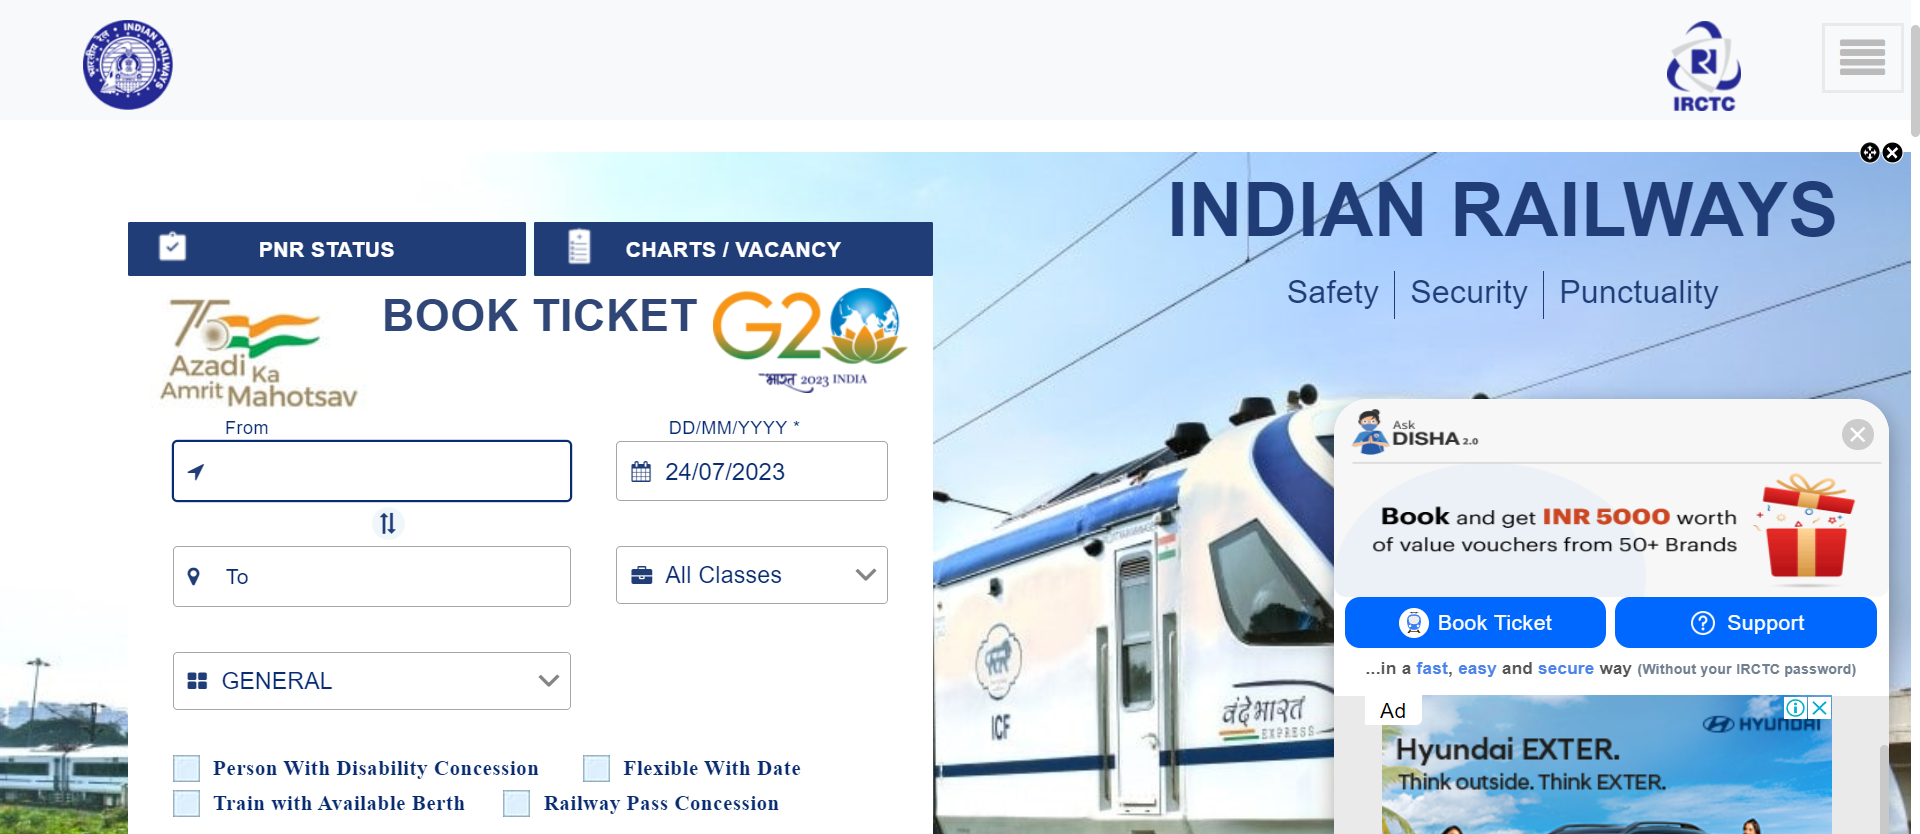 भारतीय रेल INDIAN RAILWAYS
IRCTC
INDIAN RAILWAYS
Safety | Security | Punctuality
PNR STATUS
CHARTS / VACANCY
75
Azadi Ka
Amrit Mahotsav
BOOK TICKET
G20
भारत 2023 INDIA
From
DD/MM/YYYY *
24/07/2023
To
All Classes
GENERAL
Person With Disability Concession
Flexible With Date
Train with Available Berth
Railway Pass Concession
ICF
वंदे भारत
EXPRESS
Ask
DISHA 2.0
Book and get INR 5000 worth
of value vouchers from 50+ Brands
Book Ticket
Support
...in a fast, easy and secure way (Without your IRCTC password)
Ad
HYUNDAI
Hyundai EXTER.
Think outside. Think EXTER.